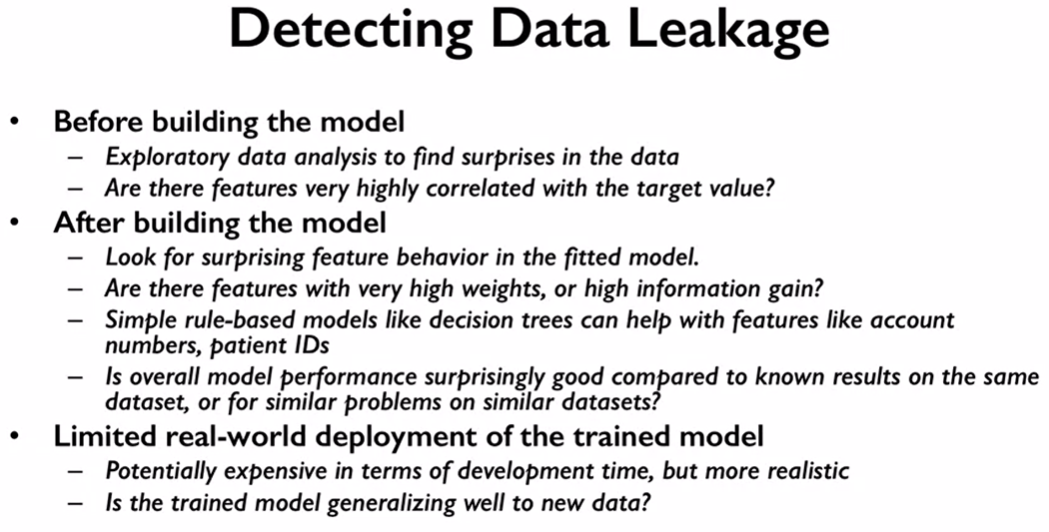 Detecting Data Leakage
• Before building the model
– Exploratory data analysis to find surprises in the data
– Are there features very highly correlated with the target value?
• After building the model
– Look for surprising feature behavior in the fitted model.
– Are there features with very high weights, or high information gain?
– Simple rule-based models like decision trees can help with features like account
numbers, patient IDs
– Is overall model performance surprisingly good compared to known results on the same
dataset, or for similar problems on similar datasets?
• Limited real-world deployment of the trained model
– Potentially expensive in terms of development time, but more realistic
– Is the trained model generalizing well to new data?